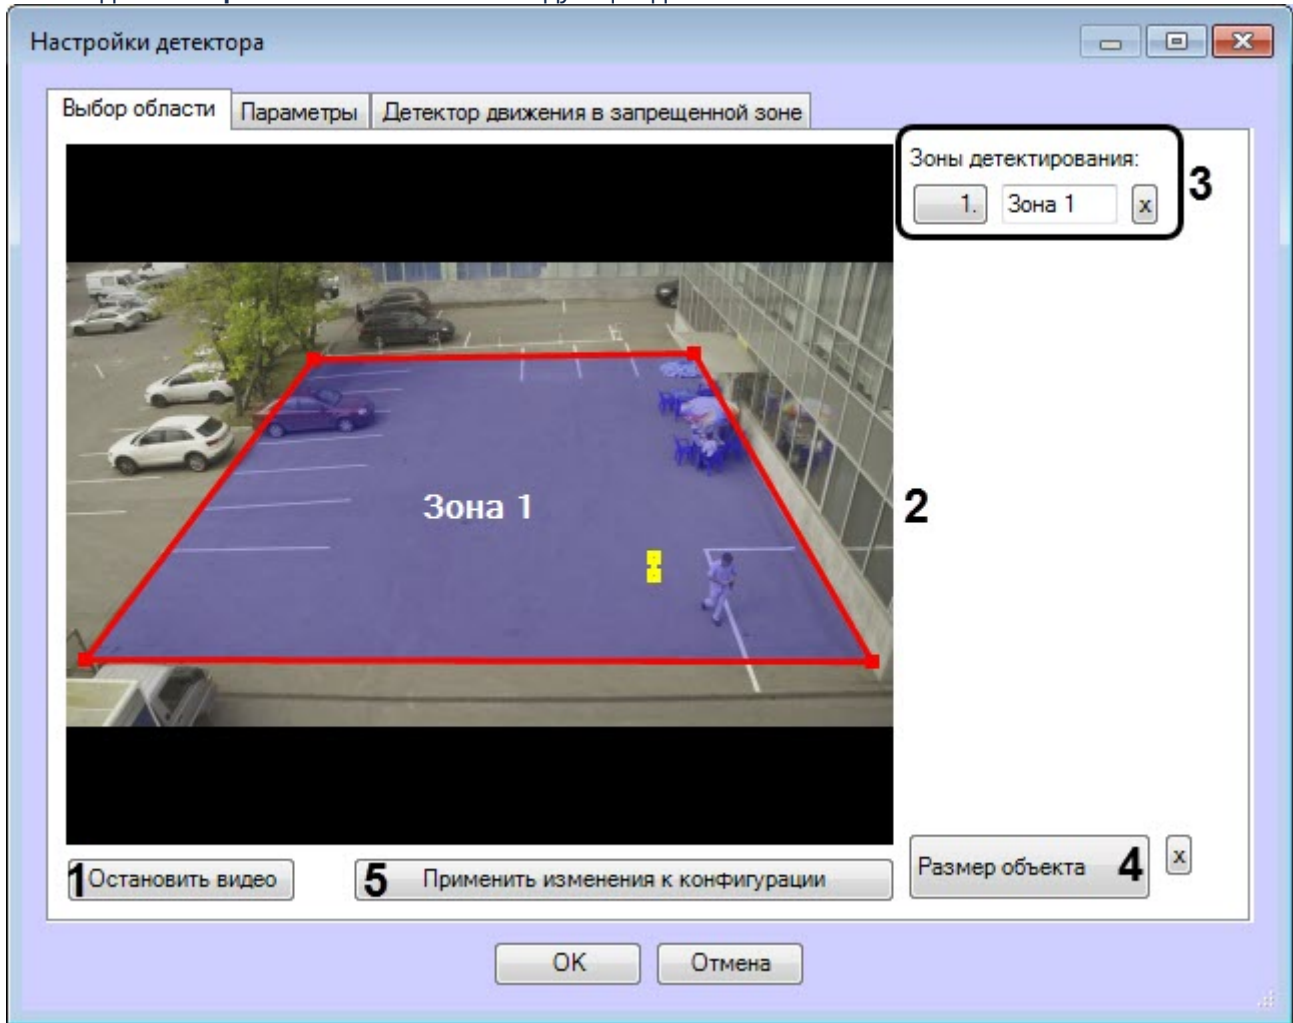 Настройки детектора
Выбор области Параметры Детектор движения в запрещенной зоне
Зоны детектирования:
1. Зона 1 x
3
Зона 1
2
1 Остановить видео 5 Применить изменения к конфигурации Размер объекта 4 x
OK Отмена